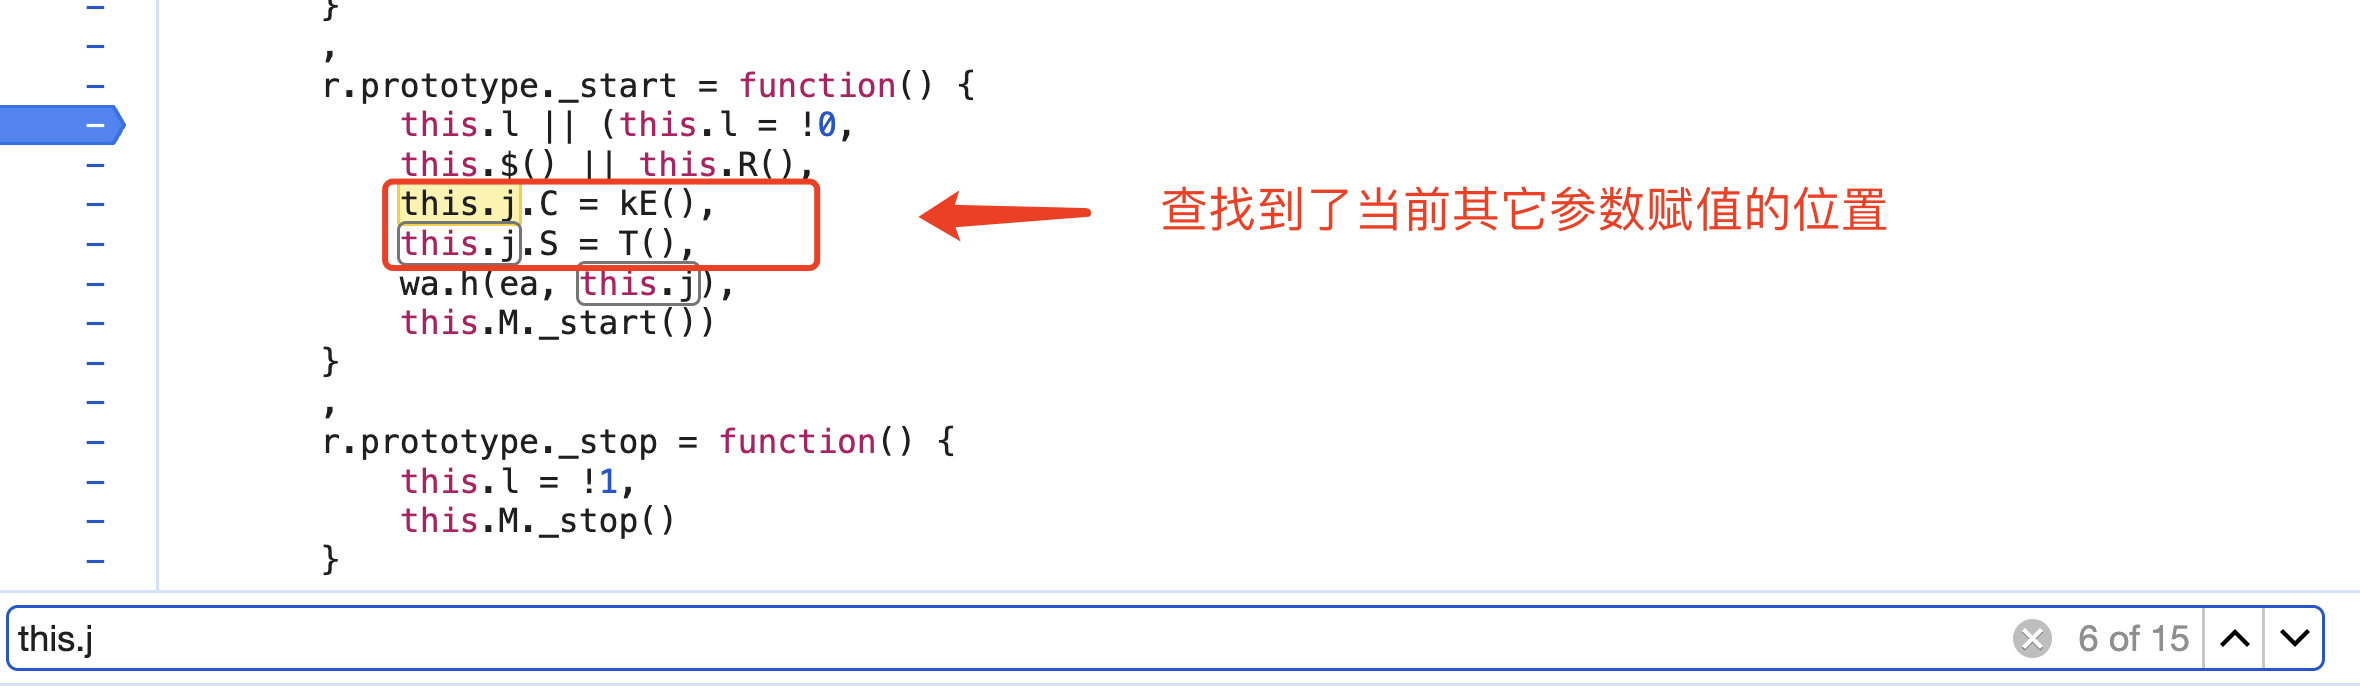 }
,
r.prototype._start = function() {
this.l || (this.l = !0,
this.$() || this.R(),
this.j.C = kE(),
查找到了当前其它参数赋值的位置
this.j.S = T(),
wa.h(ea, this.j),
this.M._start())
}
,
r.prototype._stop = function() {
this.l = !1,
this.M._stop()
}
this.j
6 of 15